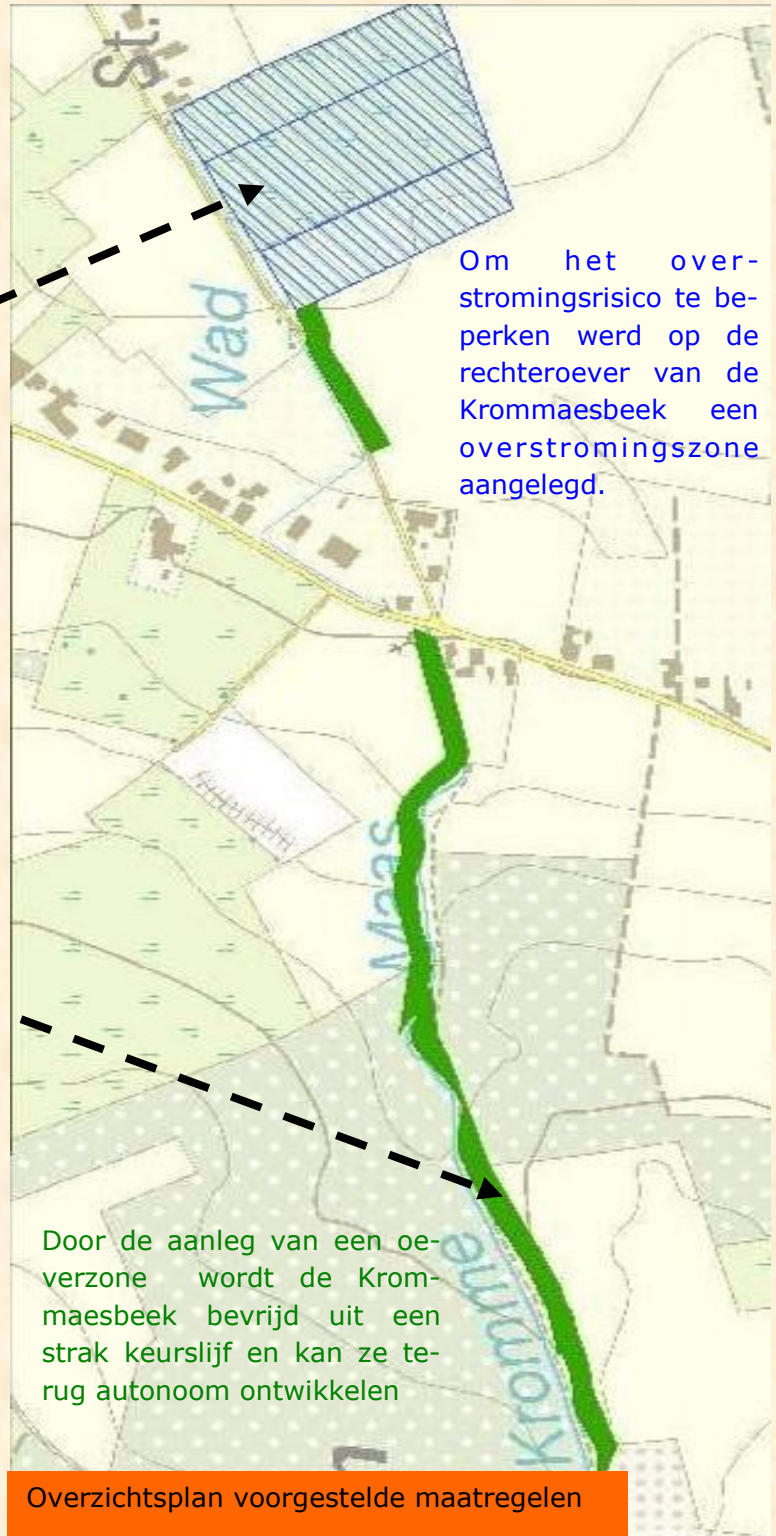 St.
Wad
Om het over-
stromingsrisico te be-
perken werd op de
rechteroever van de
Krommaesbeek een
overstromingszone
aangelegd.
Maas
Door de aanleg van een oe-
verzone wordt de Krom-
maesbeek bevrijd uit een
strak keurslijf en kan ze te-
rug autonoom ontwikkelen
Kromme
Overzichtsplan voorgestelde maatregelen